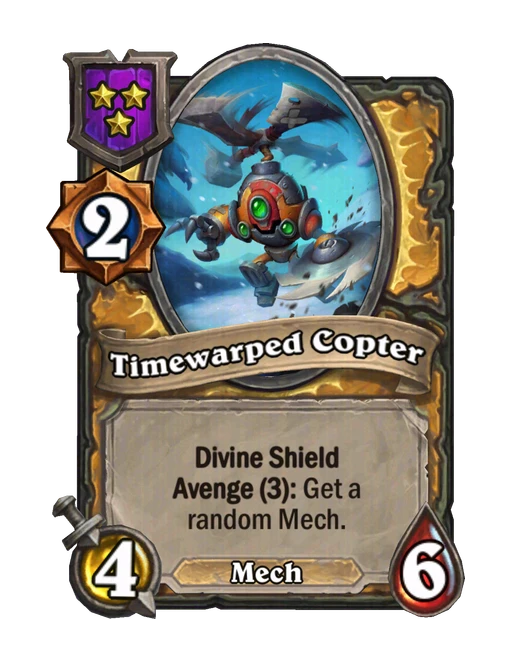 2
Timewarped Copter
Divine Shield
Avenge (3): Get a
random Mech.
4
Mech
6